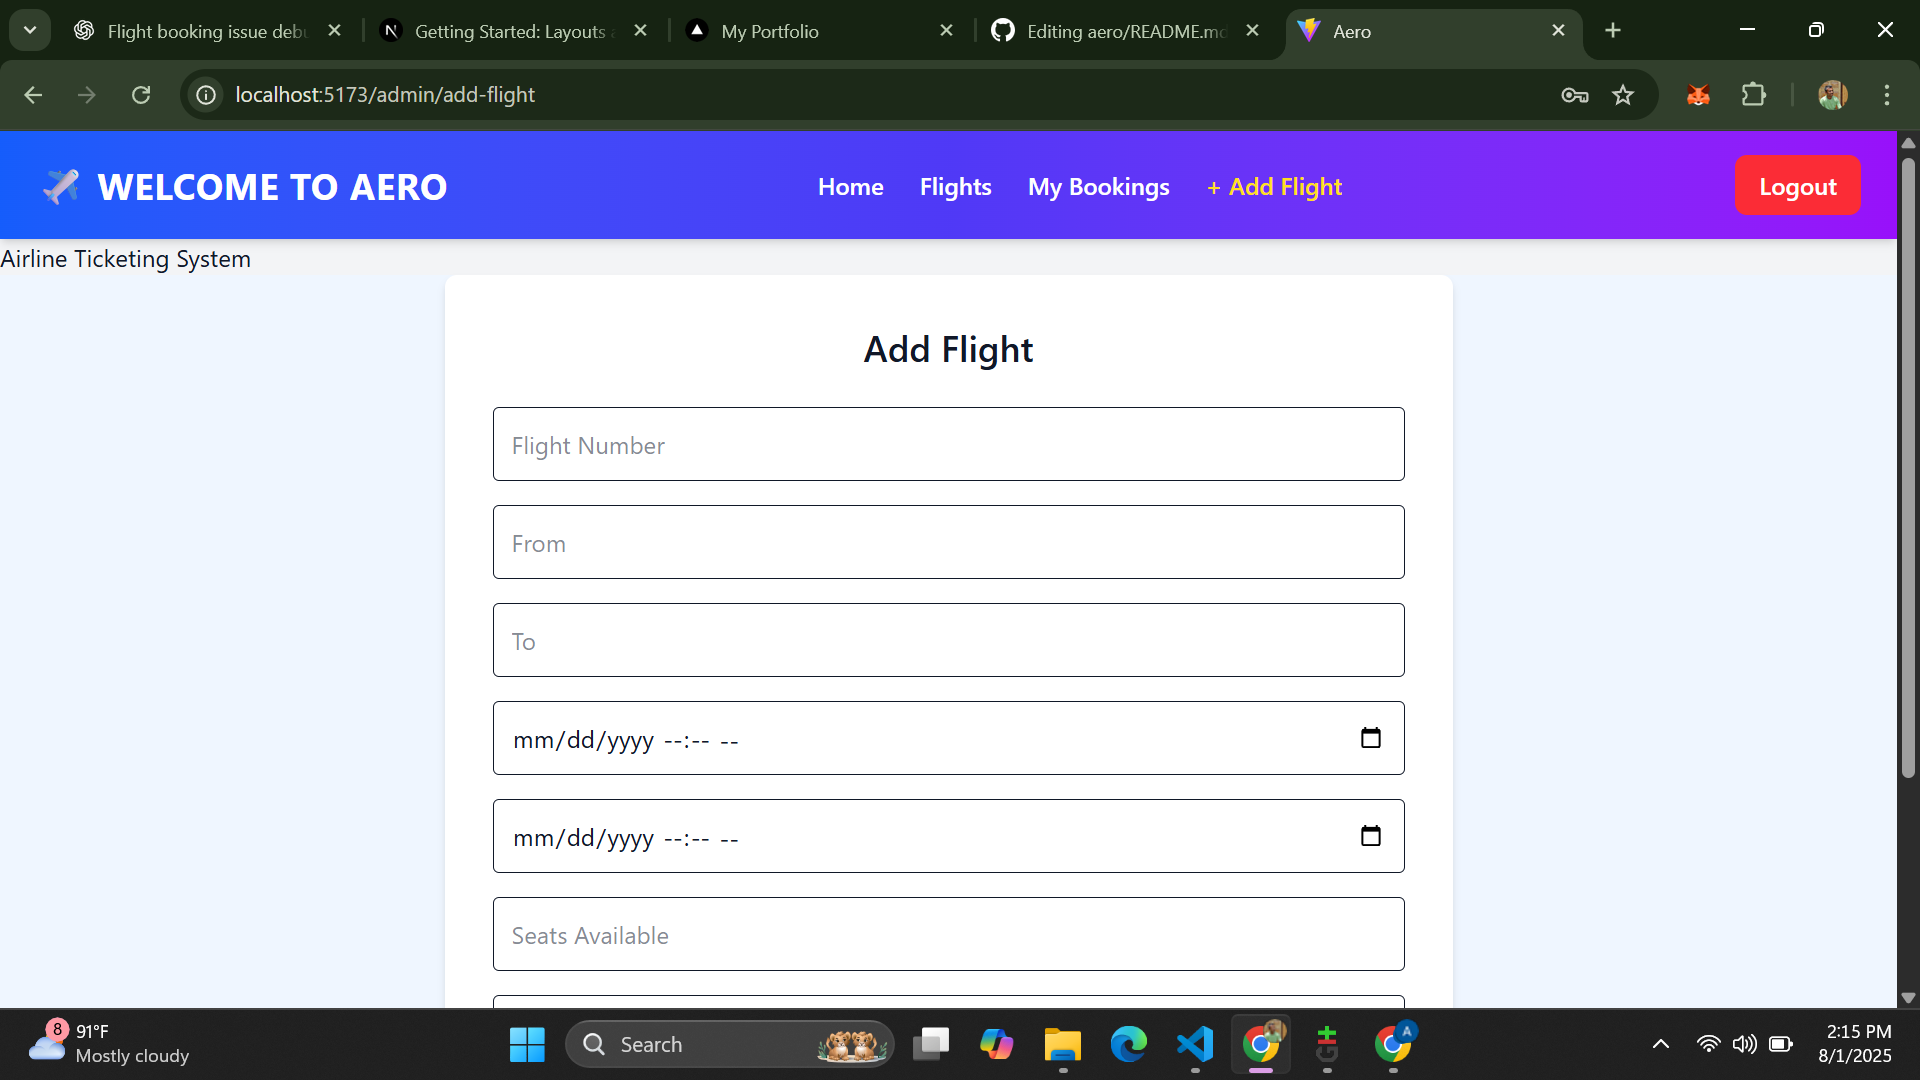 Flight booking issue deb
Getting Started: Layouts
My Portfolio
Editing aero/README.md
Aero
localhost:5173/admin/add-flight
WELCOME TO AERO
Home
Flights
My Bookings
+ Add Flight
Logout
Airline Ticketing System
Add Flight
Flight Number
From
To
mm/dd/yyyy --:-- --
mm/dd/yyyy --:-- --
Seats Available
8
91°F
Mostly cloudy
Search
Git
A
2:15 PM
8/1/2025